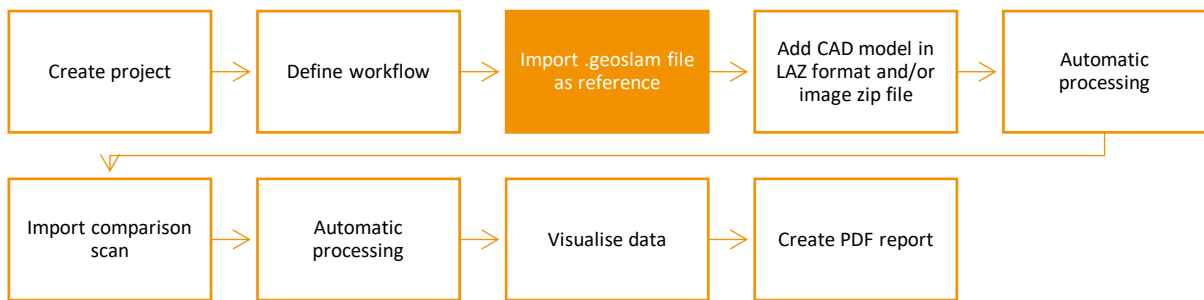 Create project
Define workflow
Import .geoslam file
as reference
Add CAD model in
LAZ format and/or
image zip file
Automatic
processing
Import comparison
scan
Automatic
processing
Visualise data
Create PDF report